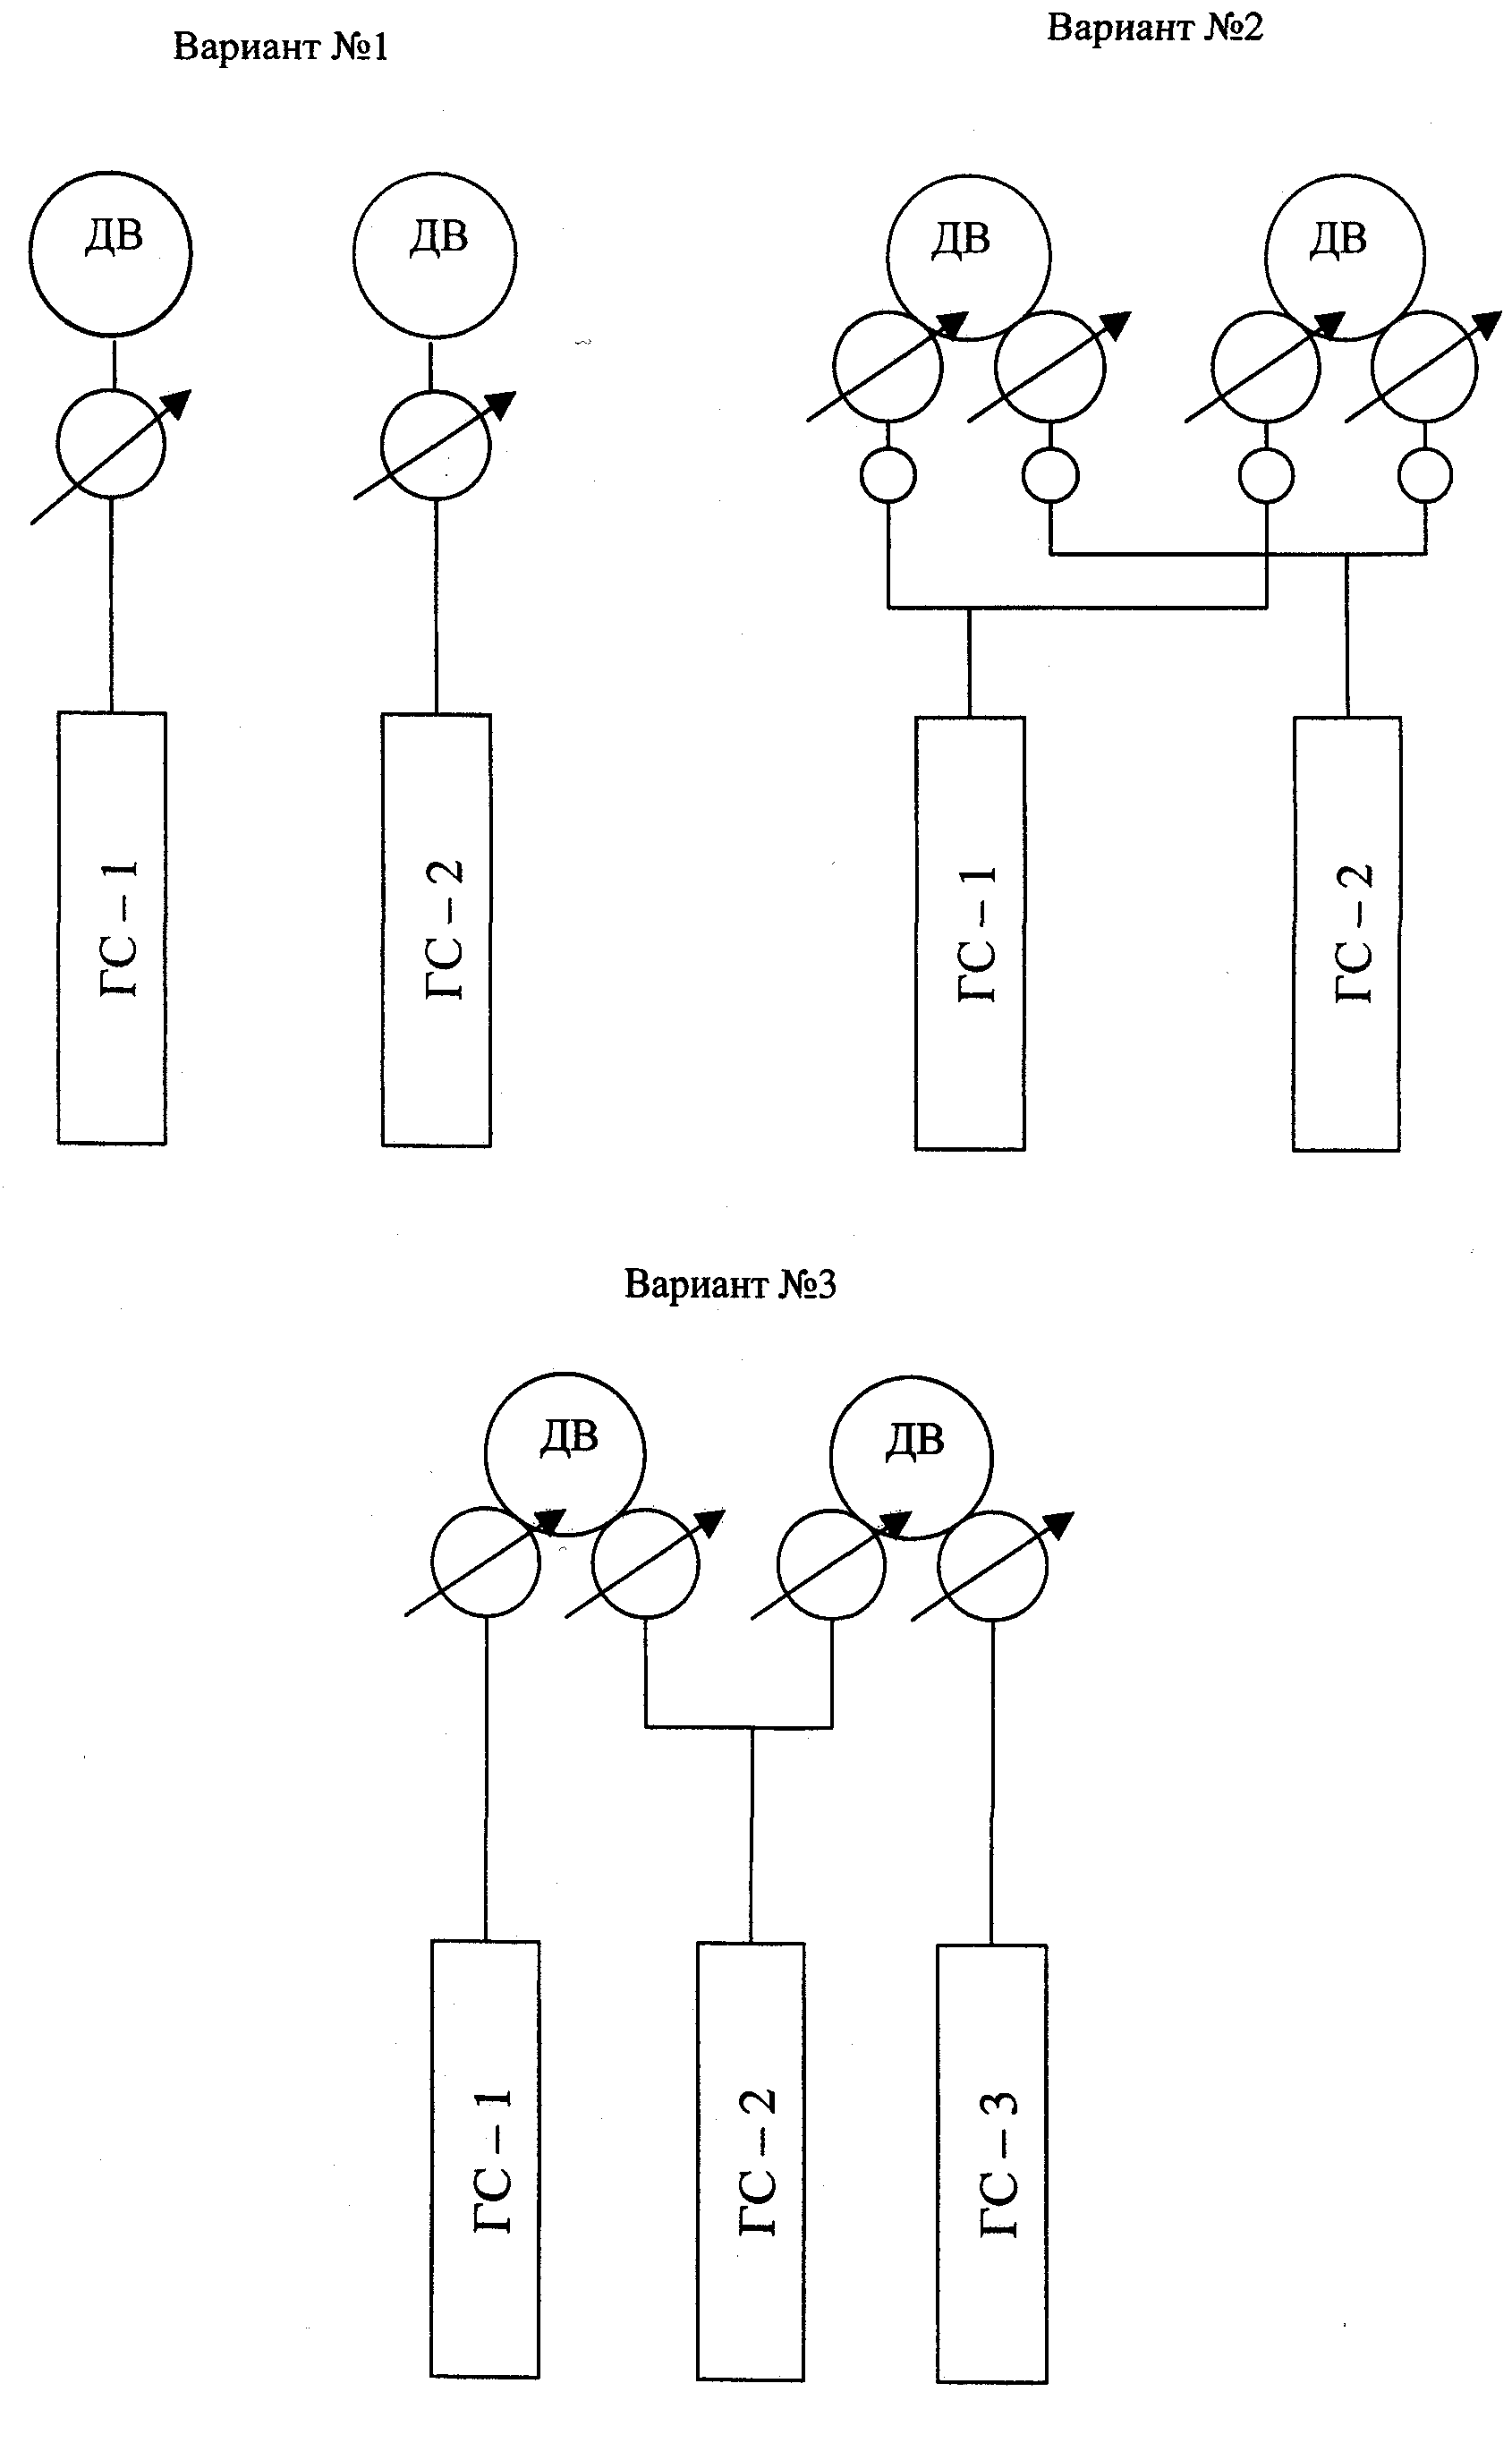 Вариант №1
Вариант №2
ДВ
ДВ
ДВ
ДВ
ГС – 1
ГС – 2
ГС – 1
ГС – 2
Вариант №3
ДВ
ДВ
ГС – 1
ГС – 2
ГС – 3